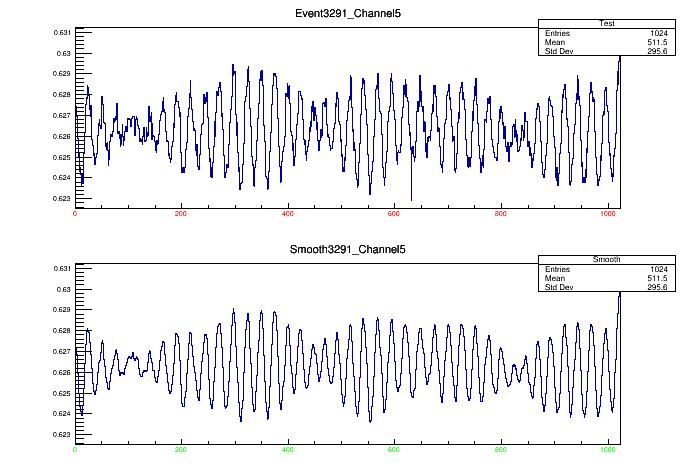 Event3291_Channel5
Test
Entries 1024
Mean 511.5
Std Dev 295.6
0.631
0.63
0.629
0.628
0.627
0.626
0.625
0.624
0.623
0 200 400 600 800 1000
Smooth3291_Channel5
Smooth
Entries 1024
Mean 511.5
Std Dev 295.6
0.631
0.63
0.629
0.628
0.627
0.626
0.625
0.624
0.623
0 200 400 600 800 1000